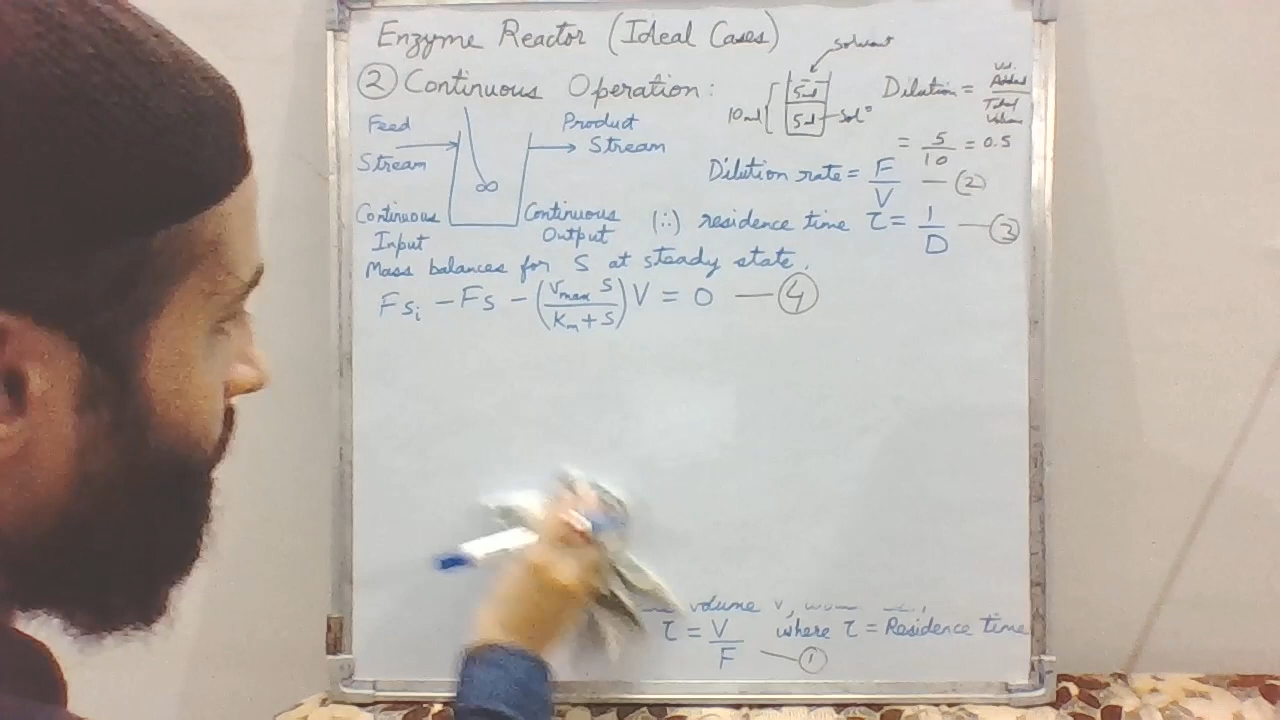 Enzyme Reactor (Ideal Cases)
② Continuous Operation:
solvent
5ml
5ml
10ml
sol°
Dilution = Added / Total Volume
= 5/10 = 0.5
Feed
Stream
Product
Stream
Continuous
Input
Continuous
Output
Dilution rate = F/V — ②
(∴) residence time τ = 1/D — ③
Mass balances for S at steady state,
Fsᵢ - Fs - (vmax S / Km + S) V = 0 — ④
volume V,
τ = V/F where τ = Residence time
— ①